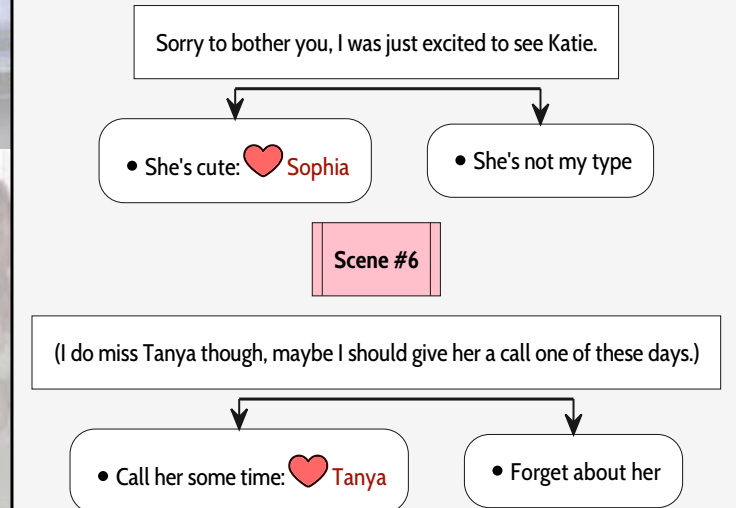 Sorry to bother you, I was just excited to see Katie.
• She's cute: Sophia
• She's not my type
Scene #6
(I do miss Tanya though, maybe I should give her a call one of these days.)
• Call her some time: Tanya
• Forget about her